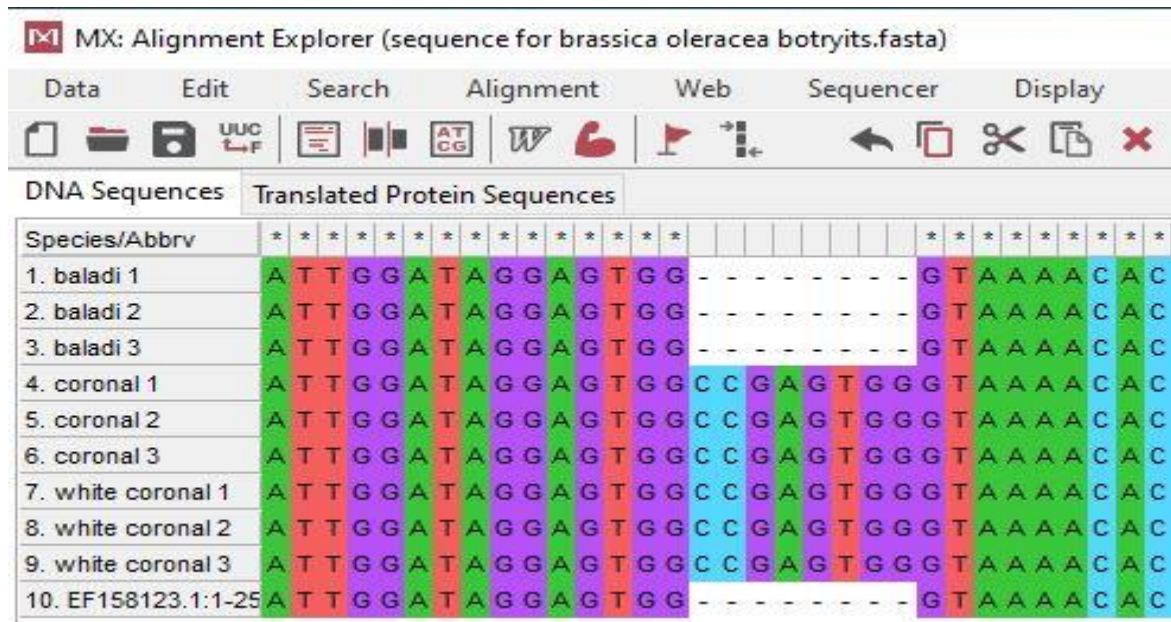 MX: Alignment Explorer (sequence for brassica oleracea botryits.fasta)
Data Edit Search Alignment Web Sequencer Display
UUC F AT CG W
DNA Sequences Translated Protein Sequences
Species/Abbrv * * * * * * * * * * * * * * * * * * * * * * * *
1. baladi 1 A T T G G A T A G G A G T G G - - - - - - - - G T A A A A C A C
2. baladi 2 A T T G G A T A G G A G T G G - - - - - - - - G T A A A A C A C
3. baladi 3 A T T G G A T A G G A G T G G - - - - - - - - G T A A A A C A C
4. coronal 1 A T T G G A T A G G A G T G G C C G A G T G G G T A A A A C A C
5. coronal 2 A T T G G A T A G G A G T G G C C G A G T G G G T A A A A C A C
6. coronal 3 A T T G G A T A G G A G T G G C C G A G T G G G T A A A A C A C
7. white coronal 1 A T T G G A T A G G A G T G G C C G A G T G G G T A A A A C A C
8. white coronal 2 A T T G G A T A G G A G T G G C C G A G T G G G T A A A A C A C
9. white coronal 3 A T T G G A T A G G A G T G G C C G A G T G G G T A A A A C A C
10. EF158123.1:1-25 A T T G G A T A G G A G T G G - - - - - - - - G T A A A A C A C